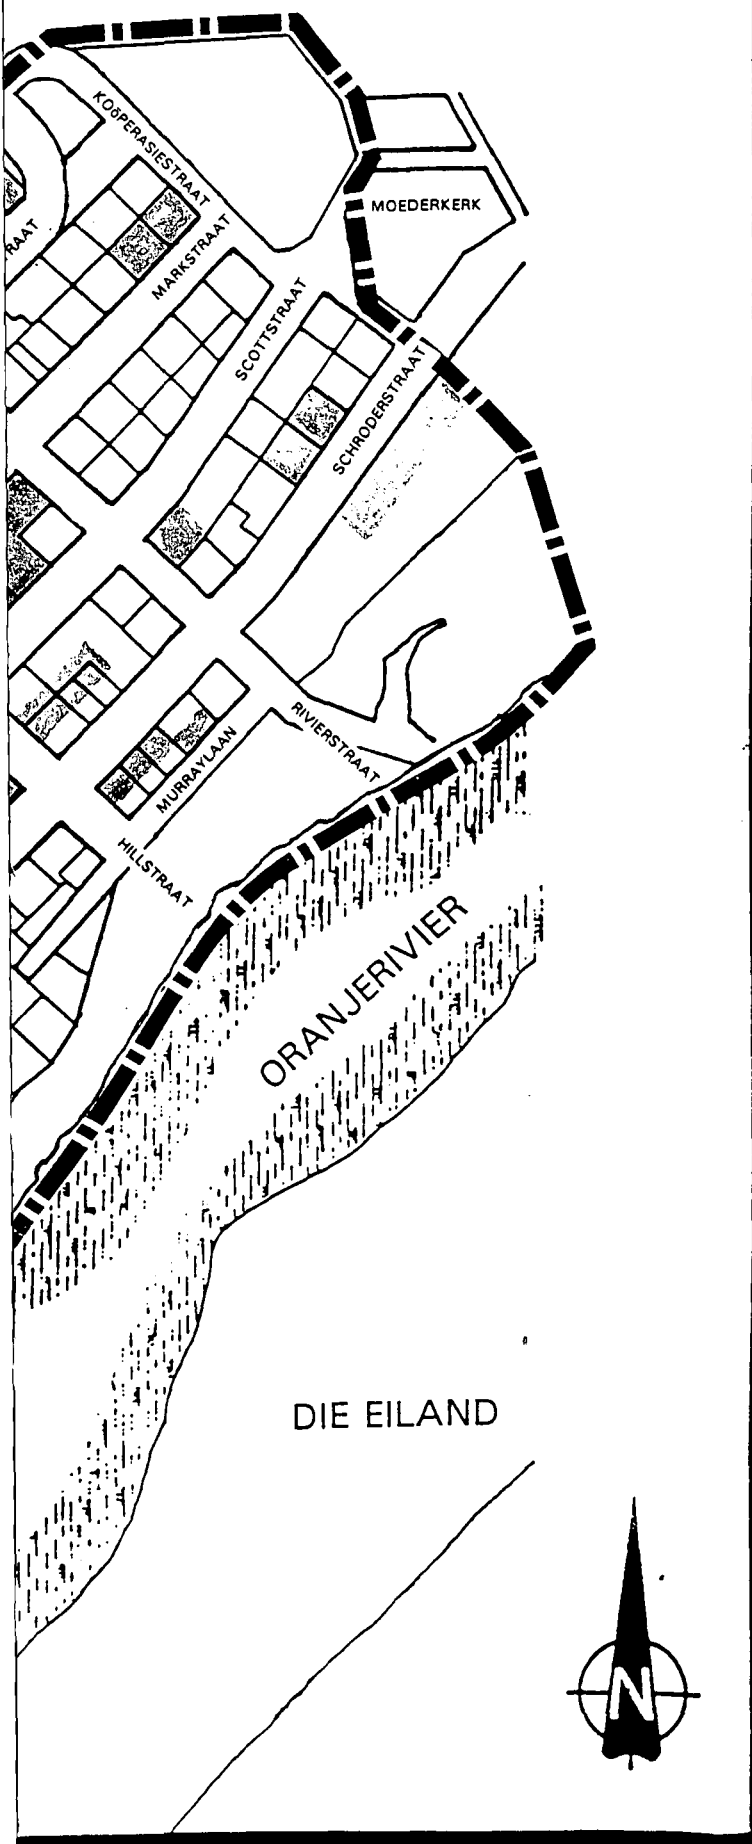 KOöPERASIESTRAAT
MOEDERKERK
RAAT
MARKSTRAAT
SCOTTSTRAAT
SCHRODERSTRAAT
RIVIERSTRAAT
MURRAYLAAN
HILLSTRAAT
ORANJERIVIER
DIE EILAND
N